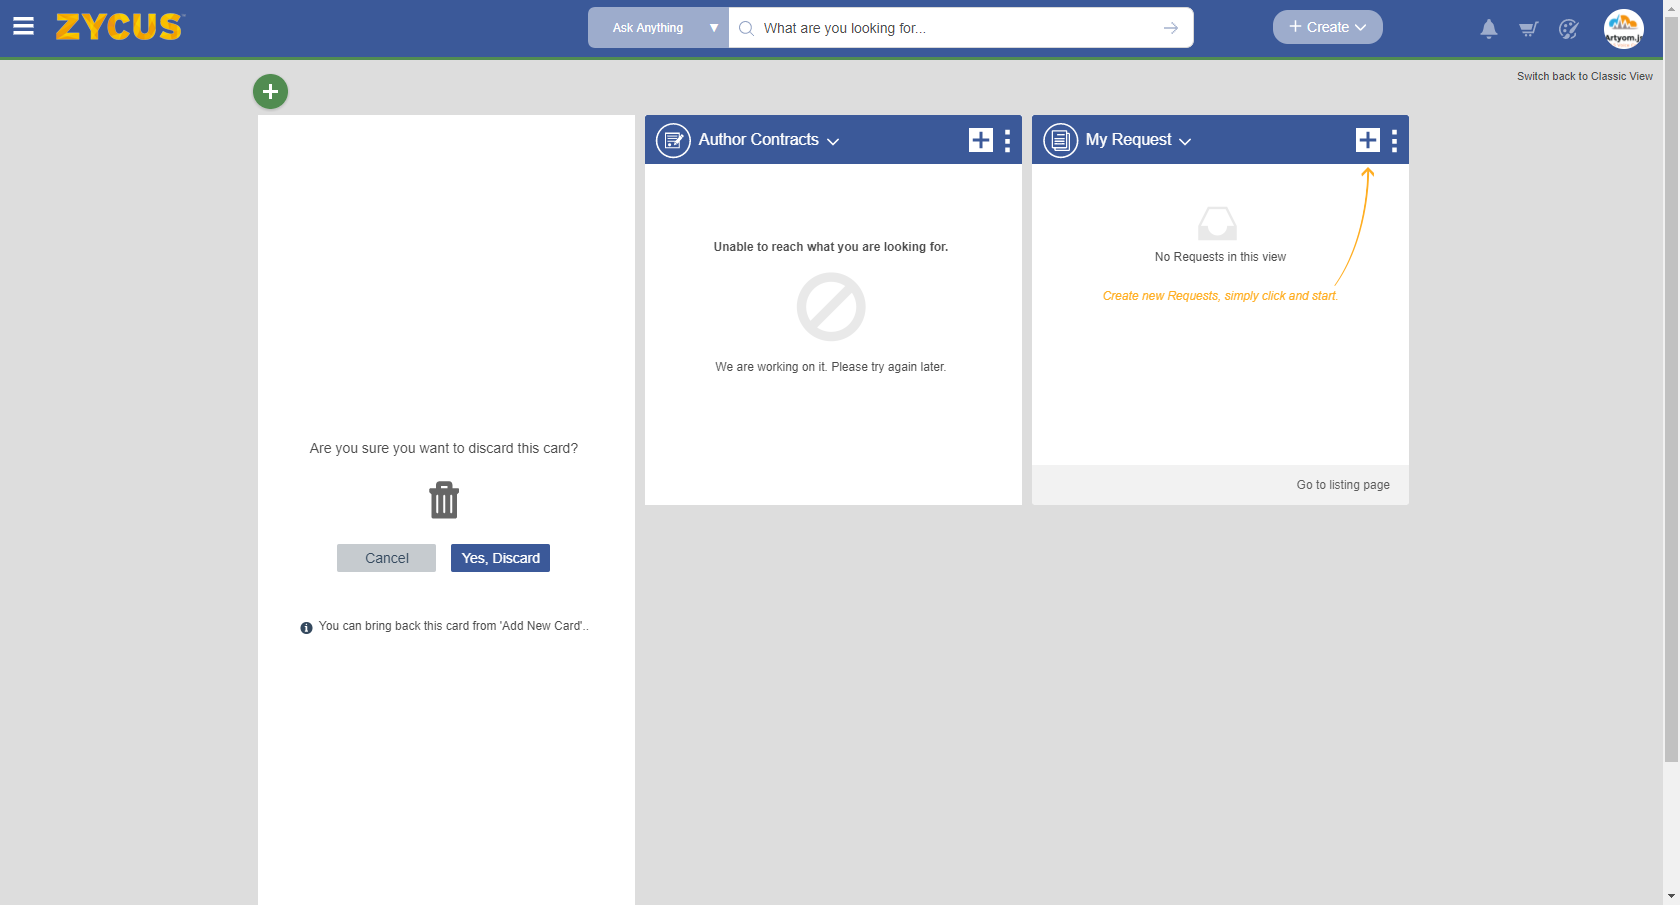 ZYCUS
Ask Anything
What are you looking for...
+ Create
Artyom.js
Switch back to Classic View
Are you sure you want to discard this card?
Cancel
Yes, Discard
You can bring back this card from 'Add New Card'..
Author Contracts
Unable to reach what you are looking for.
We are working on it. Please try again later.
My Request
No Requests in this view
Create new Requests, simply click and start.
Go to listing page